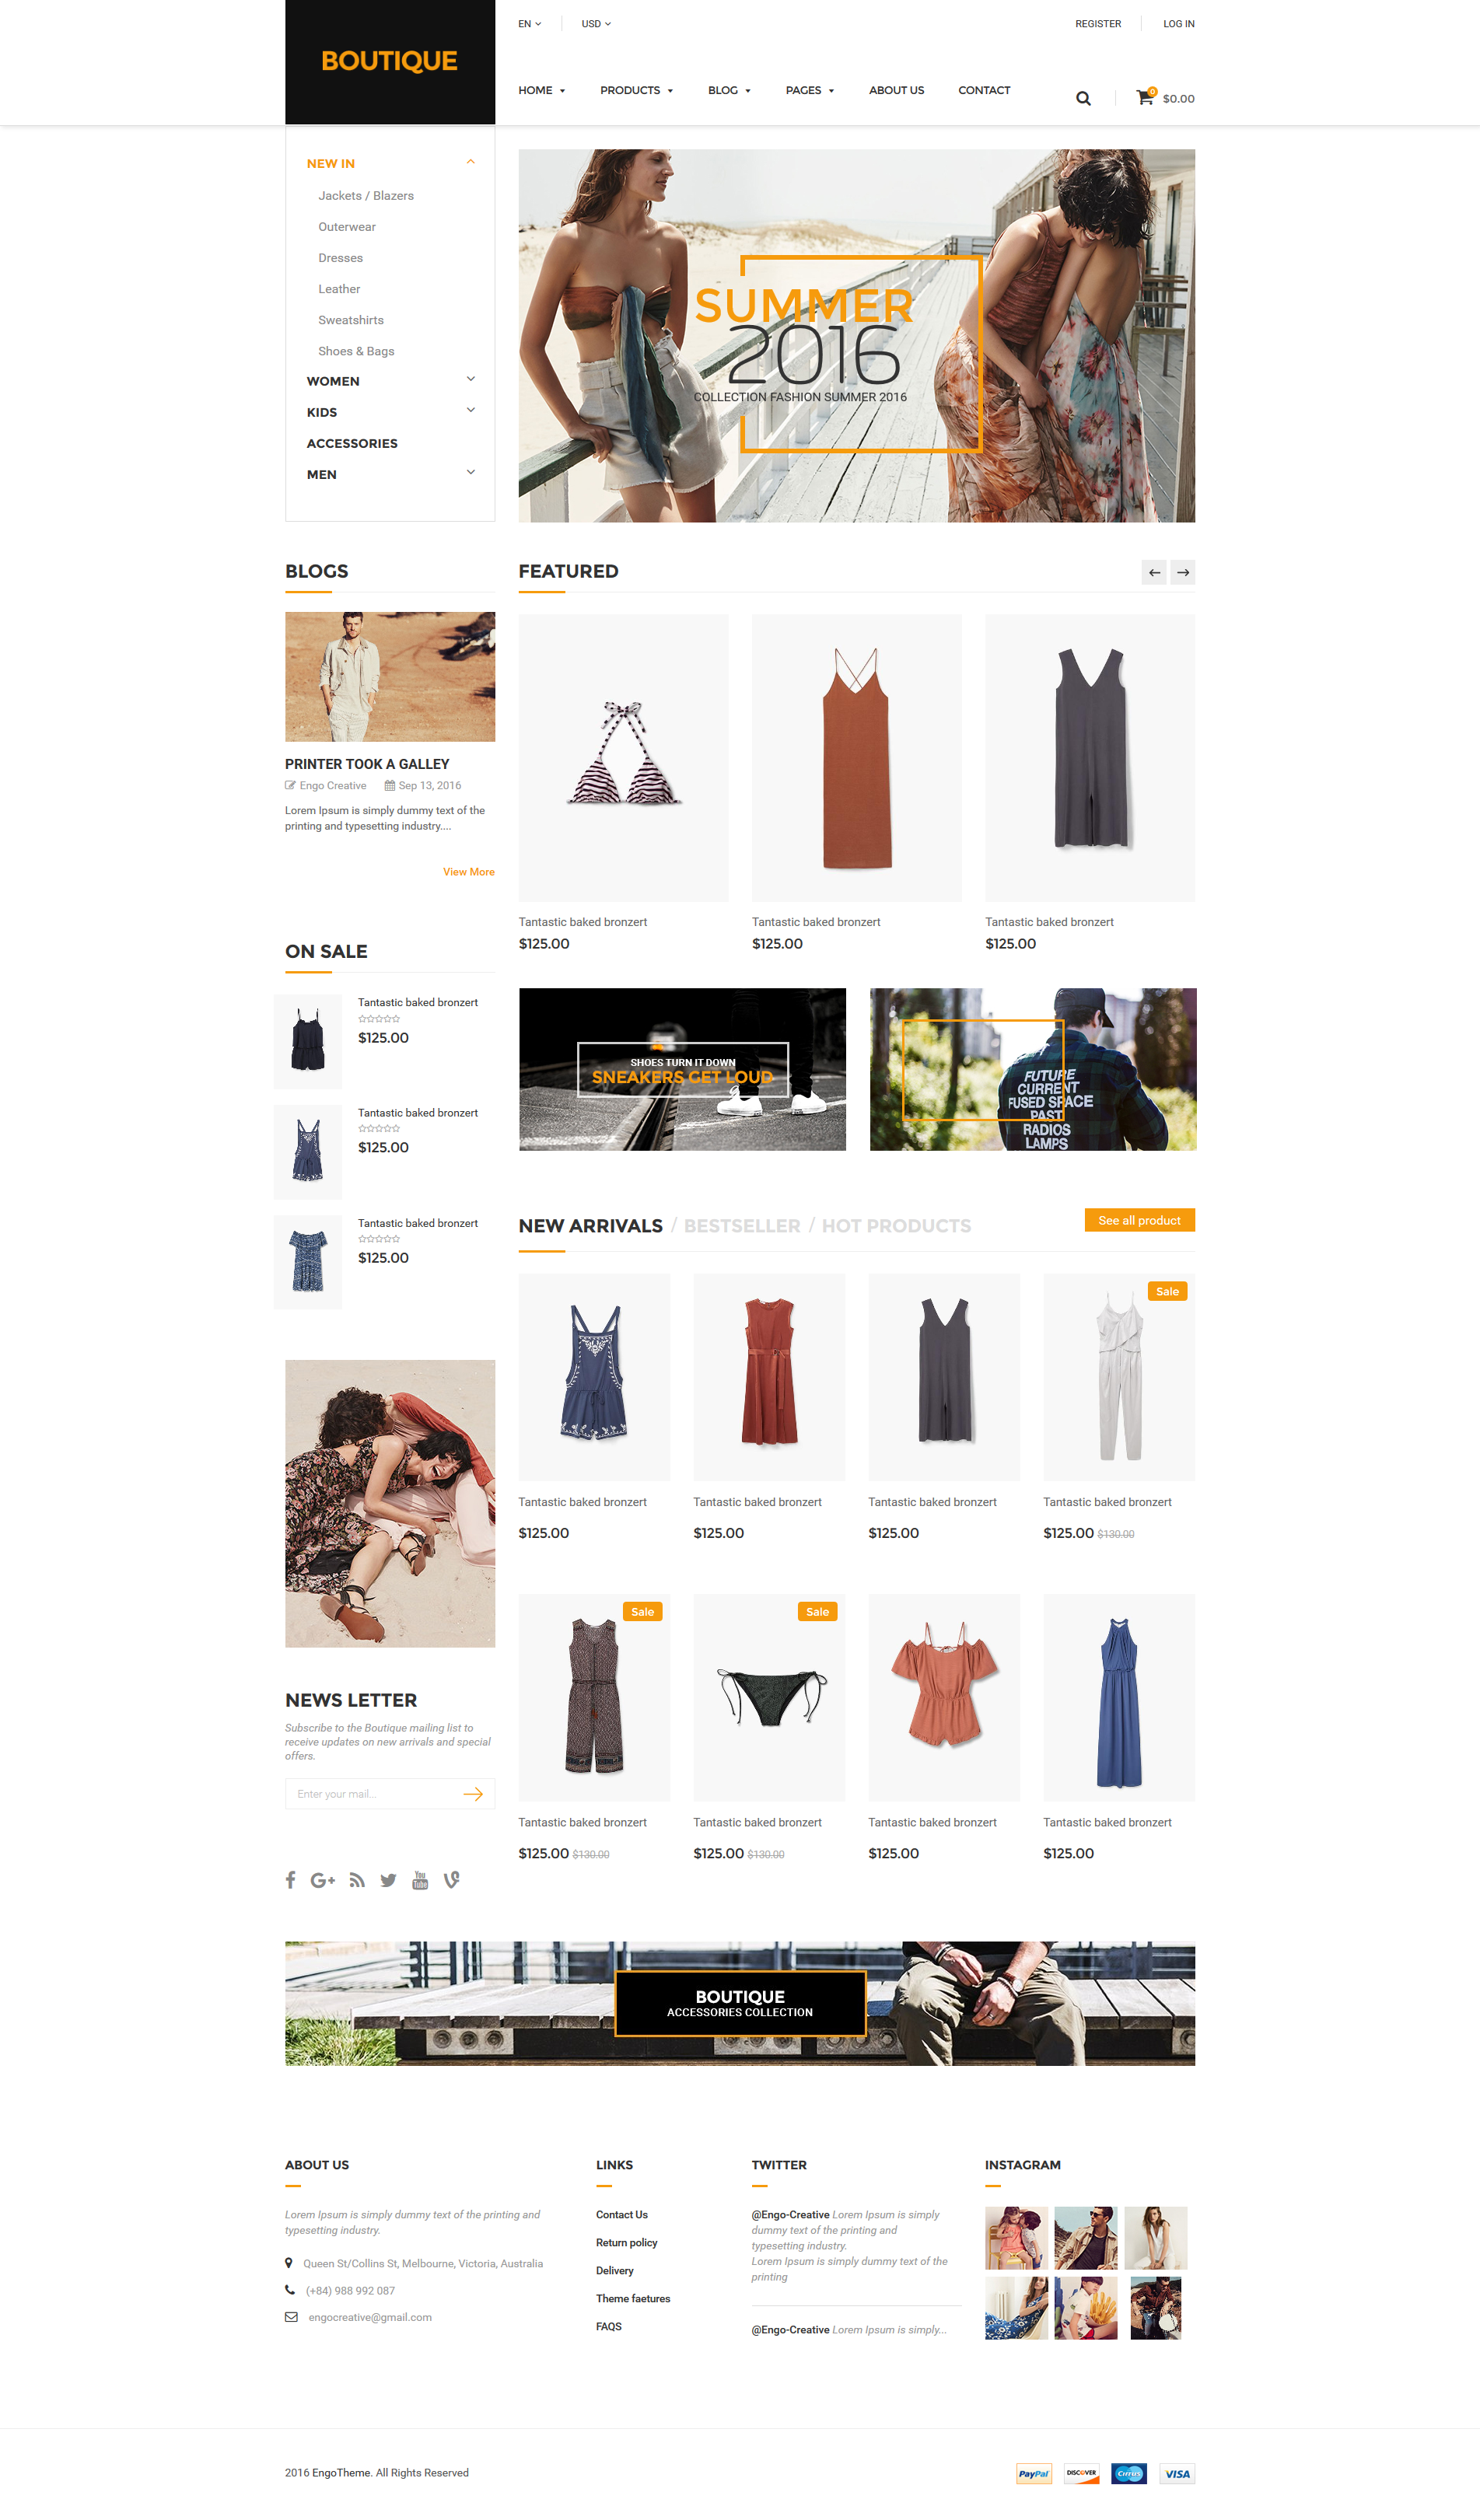 BOUTIQUE
EN
USD
REGISTER
LOG IN
HOME
PRODUCTS
BLOG
PAGES
ABOUT US
CONTACT
0
$0.00
NEW IN
Jackets / Blazers
Outerwear
Dresses
Leather
Sweatshirts
Shoes & Bags
WOMEN
KIDS
ACCESSORIES
MEN
SUMMER
2016
COLLECTION FASHION SUMMER 2016
BLOGS
PRINTER TOOK A GALLEY
Engo Creative
Sep 13, 2016
Lorem Ipsum is simply dummy text of the
printing and typesetting industry....
View More
FEATURED
Tantastic baked bronzert
$125.00
Tantastic baked bronzert
$125.00
Tantastic baked bronzert
$125.00
ON SALE
Tantastic baked bronzert
$125.00
Tantastic baked bronzert
$125.00
Tantastic baked bronzert
$125.00
SHOES TURN IT DOWN
SNEAKERS GET LOUD
FUTURE
CURRENT
FUSED SPACE
PAST
RADIOS
LAMPS
NEW ARRIVALS / BESTSELLER / HOT PRODUCTS
See all product
Tantastic baked bronzert
$125.00
Tantastic baked bronzert
$125.00
Tantastic baked bronzert
$125.00
Sale
Tantastic baked bronzert
$125.00 $130.00
Sale
Tantastic baked bronzert
$125.00 $130.00
Sale
Tantastic baked bronzert
$125.00 $130.00
Tantastic baked bronzert
$125.00
Tantastic baked bronzert
$125.00
NEWS LETTER
Subscribe to the Boutique mailing list to
receive updates on new arrivals and special
offers.
Enter your mail...
You
Tube
BOUTIQUE
ACCESSORIES COLLECTION
ABOUT US
Lorem Ipsum is simply dummy text of the printing and
typesetting industry.
Queen St/Collins St, Melbourne, Victoria, Australia
(+84) 988 992 087
engocreative@gmail.com
LINKS
Contact Us
Return policy
Delivery
Theme faetures
FAQS
TWITTER
@Engo-Creative Lorem Ipsum is simply
dummy text of the printing and
typesetting industry.
Lorem Ipsum is simply dummy text of the
printing
@Engo-Creative Lorem Ipsum is simply...
INSTAGRAM
2016 EngoTheme. All Rights Reserved
PayPal
DISCOVER
Cirrus
VISA